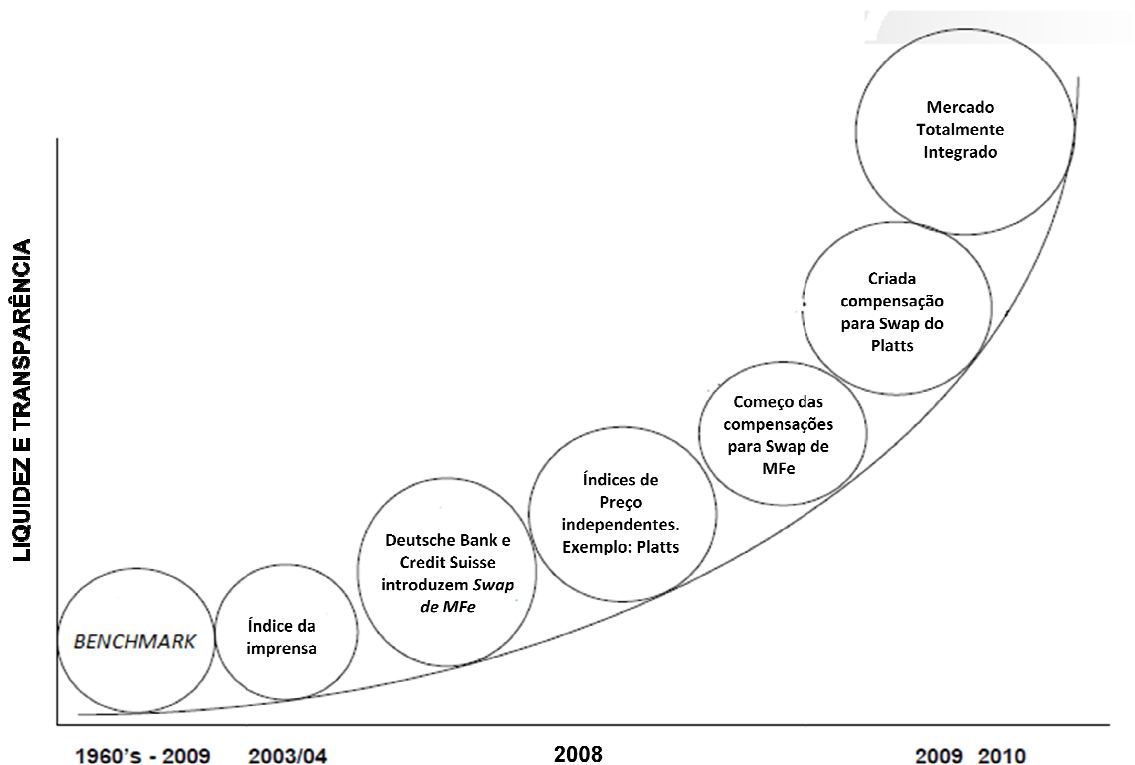 LIQUIDEZ E TRANSPARÊNCIA
Mercado
Totalmente
Integrado
Criada
compensação
para Swap do
Platts
Começo das
compensações
para Swap de
MFe
Índices de
Preço
independentes.
Exemplo: Platts
Deutsche Bank e
Credit Suisse
introduzem Swap
de MFe
Índice da
imprensa
BENCHMARK
1960's - 2009 2003/04 2008 2009 2010